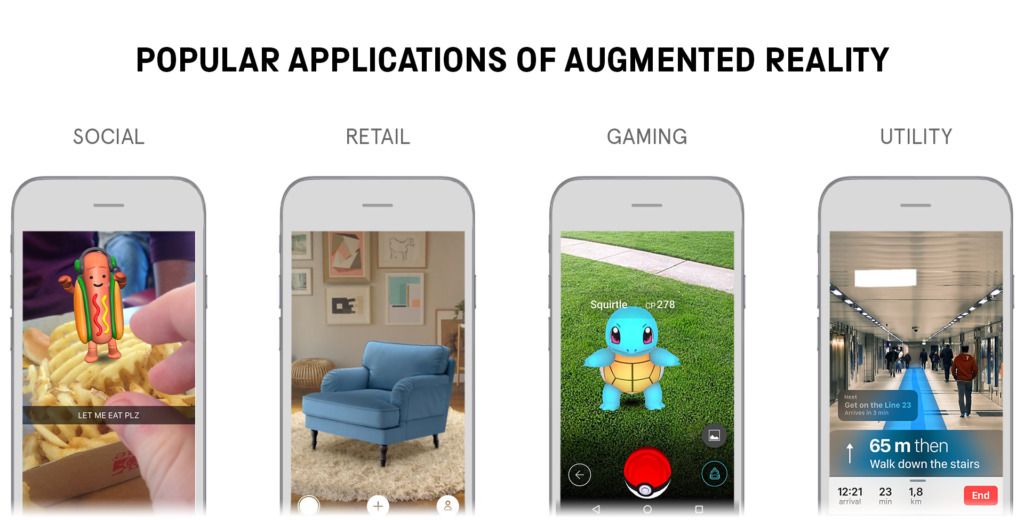 POPULAR APPLICATIONS OF AUGMENTED REALITY
SOCIAL
RETAIL
GAMING
UTILITY
LET ME EAT PLZ
Squirtle CP278
Next
Get on the Line 23
Arrives in 3 min
65 m then
Walk down the stairs
12:21 23 1,8
arrival min km
End